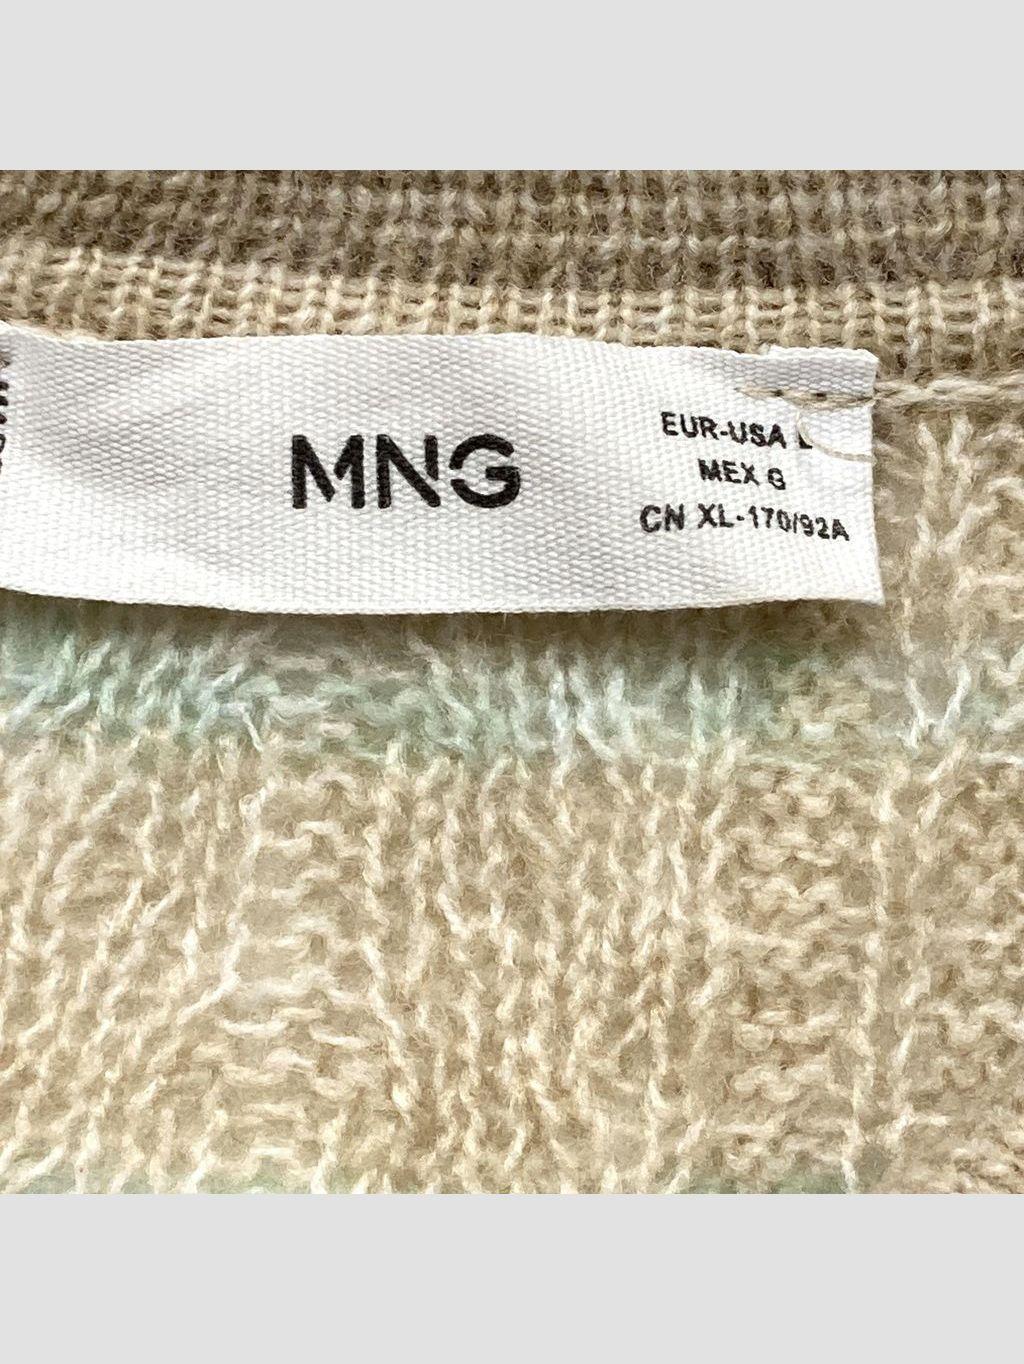 MNG
EUR-USA L
MEX G
CN XL-170/92A